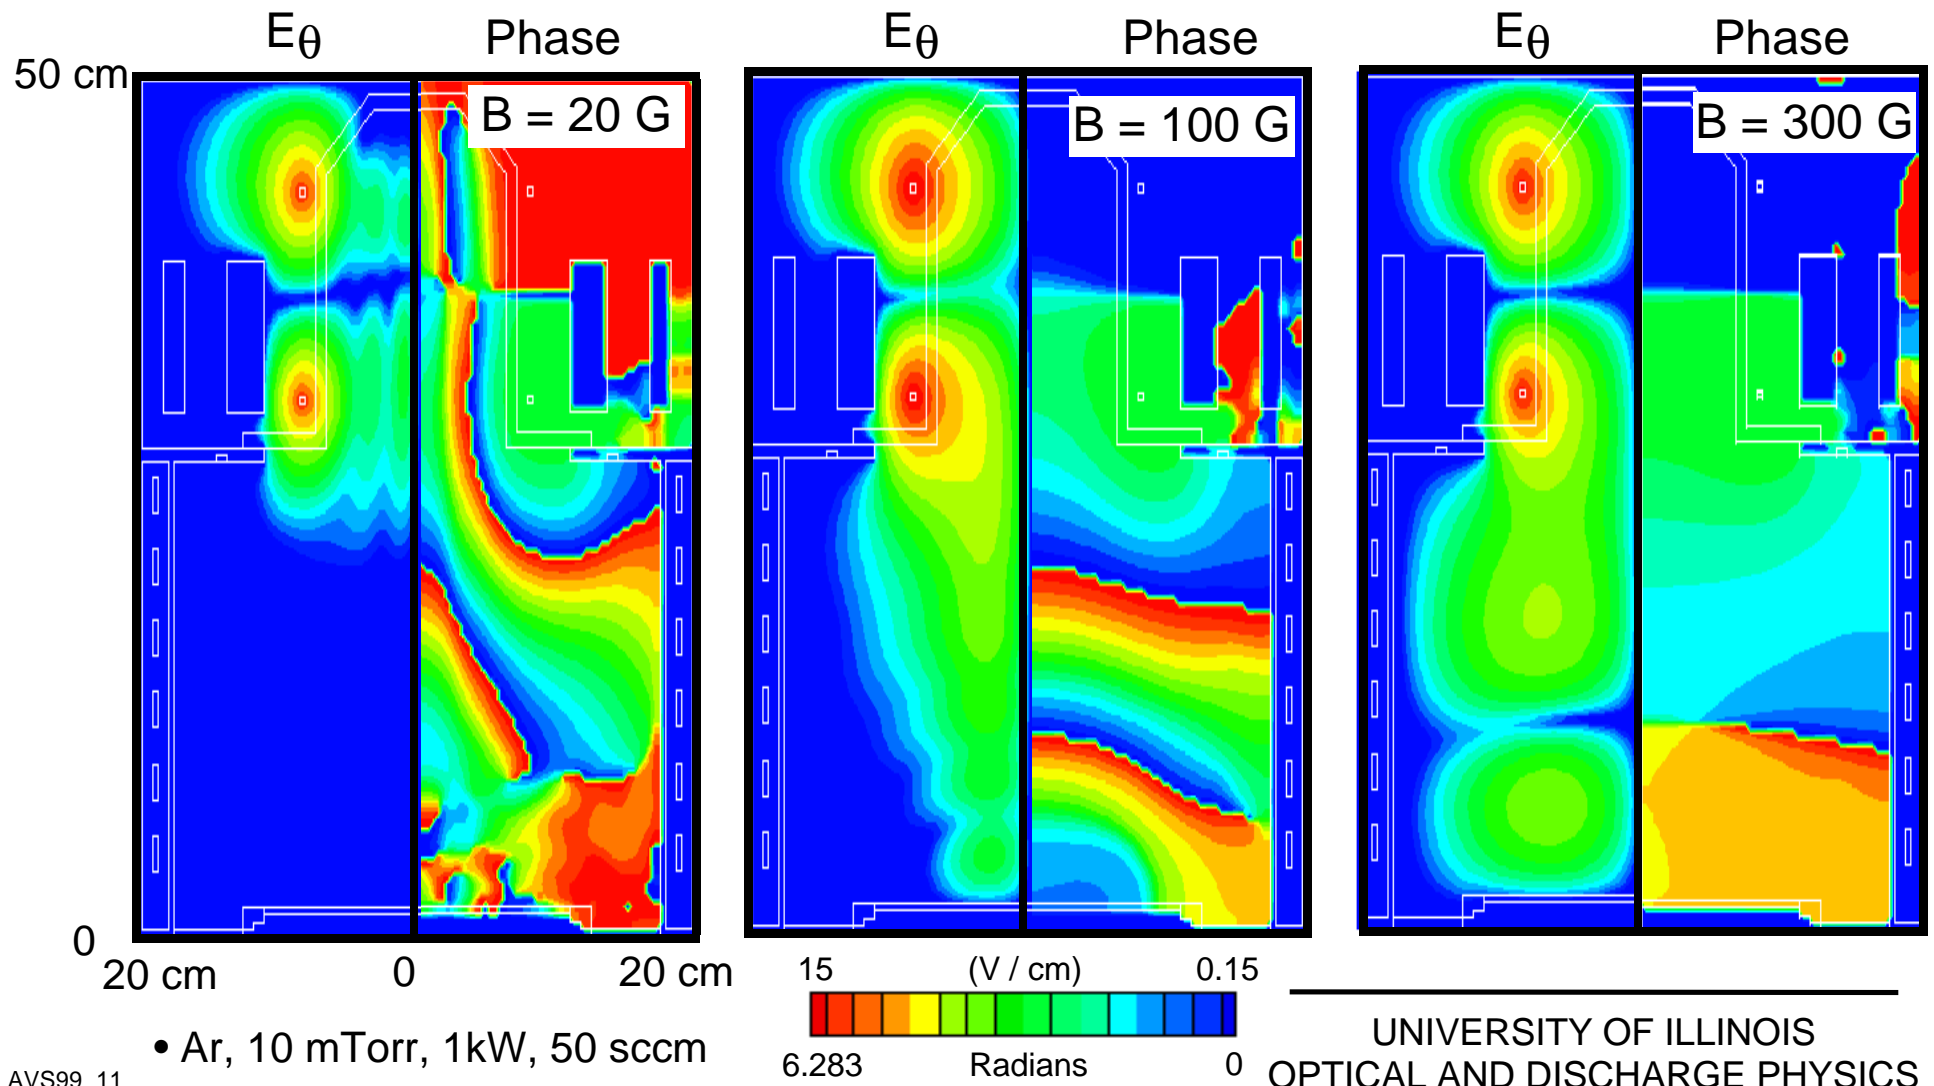 Eθ Phase Eθ Phase Eθ Phase
50 cm
B = 20 G B = 100 G B = 300 G
0
20 cm 0 20 cm
15 (V / cm) 0.15
6.283 Radians 0
• Ar, 10 mTorr, 1kW, 50 sccm
UNIVERSITY OF ILLINOIS
OPTICAL AND DISCHARGE PHYSICS
AVS99_11